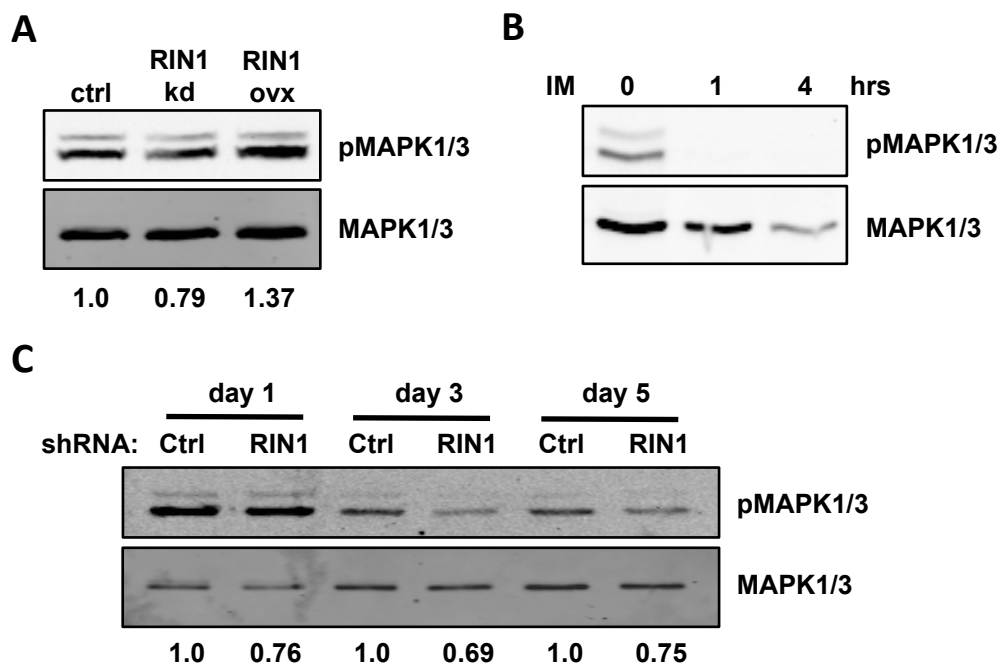 A
ctrl RIN1 kd RIN1 ovx
pMAPK1/3
MAPK1/3
1.0 0.79 1.37
B
IM 0 1 4 hrs
pMAPK1/3
MAPK1/3
C
day 1 day 3 day 5
shRNA: Ctrl RIN1 Ctrl RIN1 Ctrl RIN1
pMAPK1/3
MAPK1/3
1.0 0.76 1.0 0.69 1.0 0.75